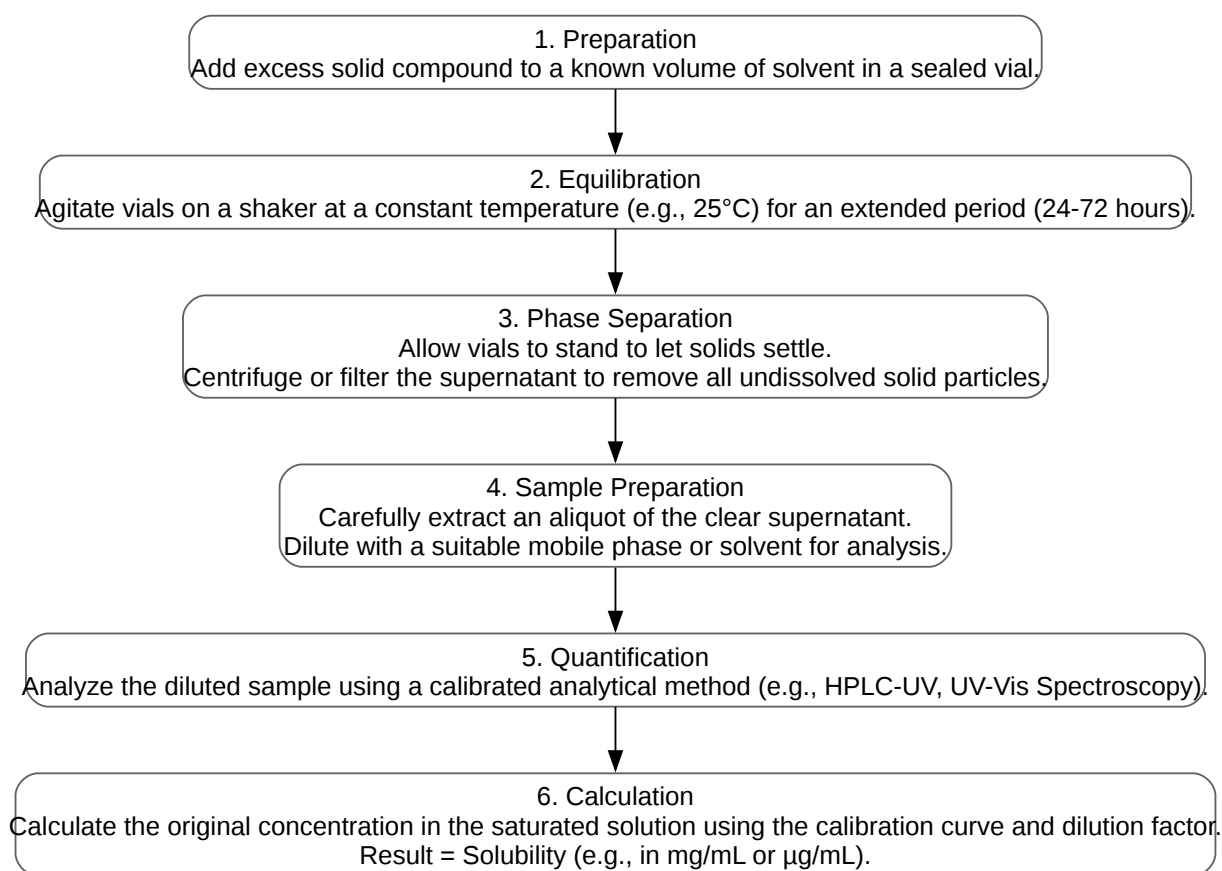 1. Preparation
Add excess solid compound to a known volume of solvent in a sealed vial.
2. Equilibration
Agitate vials on a shaker at a constant temperature (e.g., 25°C) for an extended period (24-72 hours).
3. Phase Separation
Allow vials to stand to let solids settle.
Centrifuge or filter the supernatant to remove all undissolved solid particles.
4. Sample Preparation
Carefully extract an aliquot of the clear supernatant.
Dilute with a suitable mobile phase or solvent for analysis.
5. Quantification
Analyze the diluted sample using a calibrated analytical method (e.g., HPLC-UV, UV-Vis Spectroscopy).
6. Calculation
Calculate the original concentration in the saturated solution using the calibration curve and dilution factor.
Result = Solubility (e.g., in mg/mL or µg/mL).